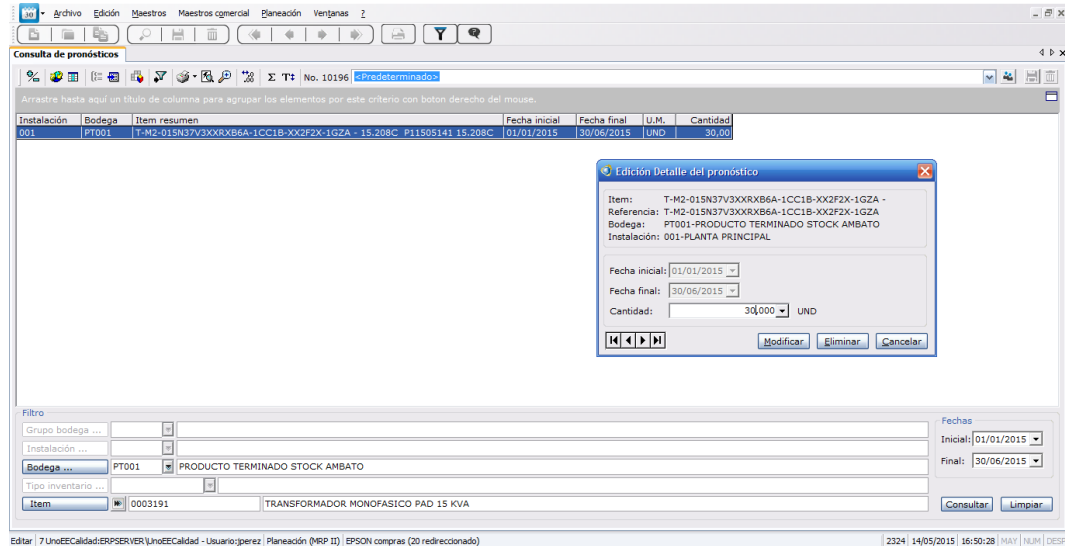 Archivo Edición Maestros Maestros comercial Planeación Ventanas ?
Consulta de pronósticos
No. 10196 <Predeterminado>
Arrastre hasta aquí un título de columna para agrupar los elementos por este criterio con boton derecho del mouse.
Instalación Bodega Item resumen Fecha inicial Fecha final U.M. Cantidad
001 PT001 T-M2-015N37V3XXRXB6A-1CC1B-XX2F2X-1GZA - 15.208C P11505141 15.208C 01/01/2015 30/06/2015 UND 30,00
Edición Detalle del pronóstico
Item: T-M2-015N37V3XXRXB6A-1CC1B-XX2F2X-1GZA -
Referencia: T-M2-015N37V3XXRXB6A-1CC1B-XX2F2X-1GZA
Bodega: PT001-PRODUCTO TERMINADO STOCK AMBATO
Instalación: 001-PLANTA PRINCIPAL
Fecha inicial: 01/01/2015
Fecha final: 30/06/2015
Cantidad: 30,000 UND
Modificar Eliminar Cancelar
Filtro
Grupo bodega ...
Instalación ...
Bodega ... PT001 PRODUCTO TERMINADO STOCK AMBATO
Tipo inventario ...
Item 0003191 TRANSFORMADOR MONOFASICO PAD 15 KVA
Fechas
Inicial: 01/01/2015
Final: 30/06/2015
Consultar Limpiar
Editar 7 UnoEECalidad:ERPSERVER\UnoEECalidad - Usuario:jperez Planeación (MRP II) EPSON compras (20 redireccionado) 2324 14/05/2015 16:50:28 MAY NUM DESP